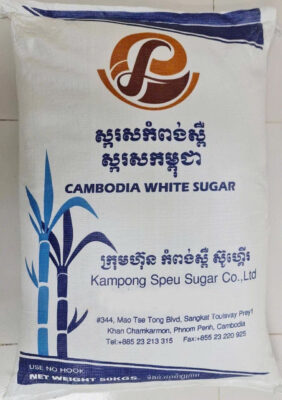 ស្ករសកំពង់ស្ពឺ
ស្ករសកម្ពុជា
CAMBODIA WHITE SUGAR
ក្រុមហ៊ុន កំពង់ស្ពឺ ស៊ូហ្គើរ
Kampong Speu Sugar Co.,Ltd
#344, Mao Tse Tong Blvd, Sangkat Toulsvay Prey1
Khan Chamkarmon, Phnom Penh, Cambodia
Tel:+885 23 213 315 Fax:+855 23 220 925
USE NO HOOK
NET WEIGHT 50KGS